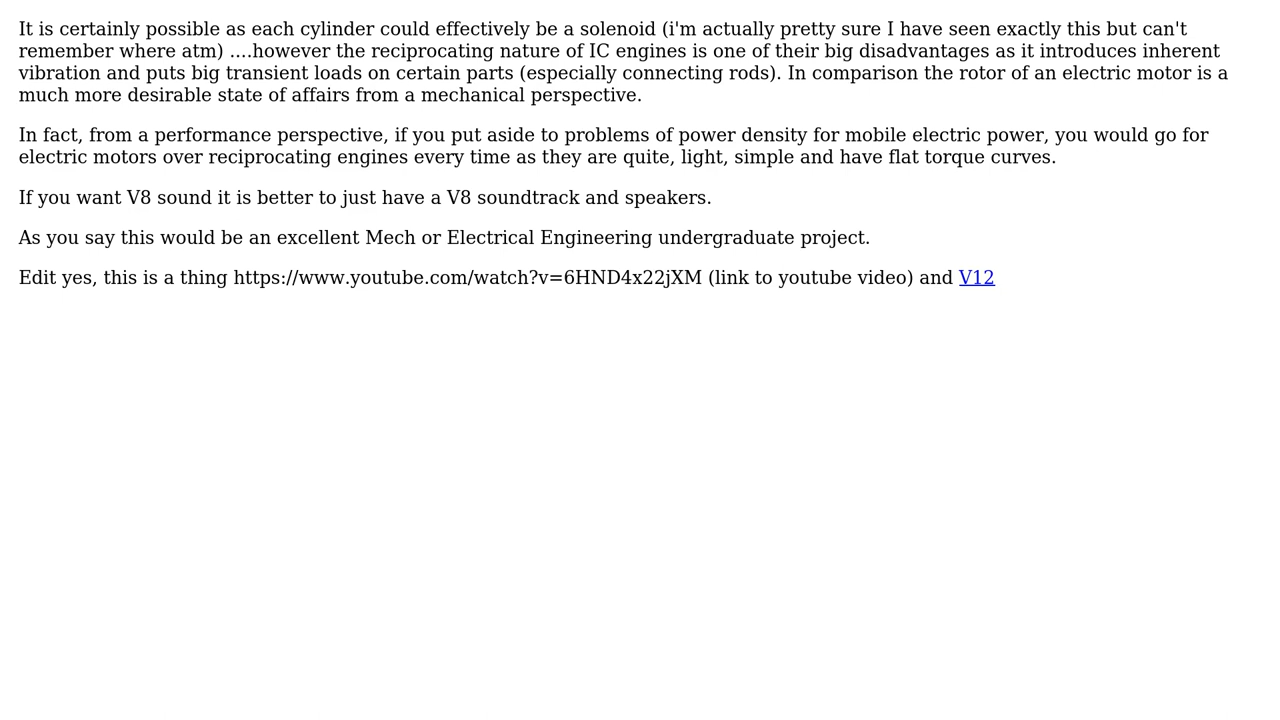 It is certainly possible as each cylinder could effectively be a solenoid (i'm actually pretty sure I have seen exactly this but can't
remember where atm) ....however the reciprocating nature of IC engines is one of their big disadvantages as it introduces inherent
vibration and puts big transient loads on certain parts (especially connecting rods). In comparison the rotor of an electric motor is a
much more desirable state of affairs from a mechanical perspective.
In fact, from a performance perspective, if you put aside to problems of power density for mobile electric power, you would go for
electric motors over reciprocating engines every time as they are quite, light, simple and have flat torque curves.
If you want V8 sound it is better to just have a V8 soundtrack and speakers.
As you say this would be an excellent Mech or Electrical Engineering undergraduate project.
Edit yes, this is a thing https://www.youtube.com/watch?v=6HND4x22jXM (link to youtube video) and V12